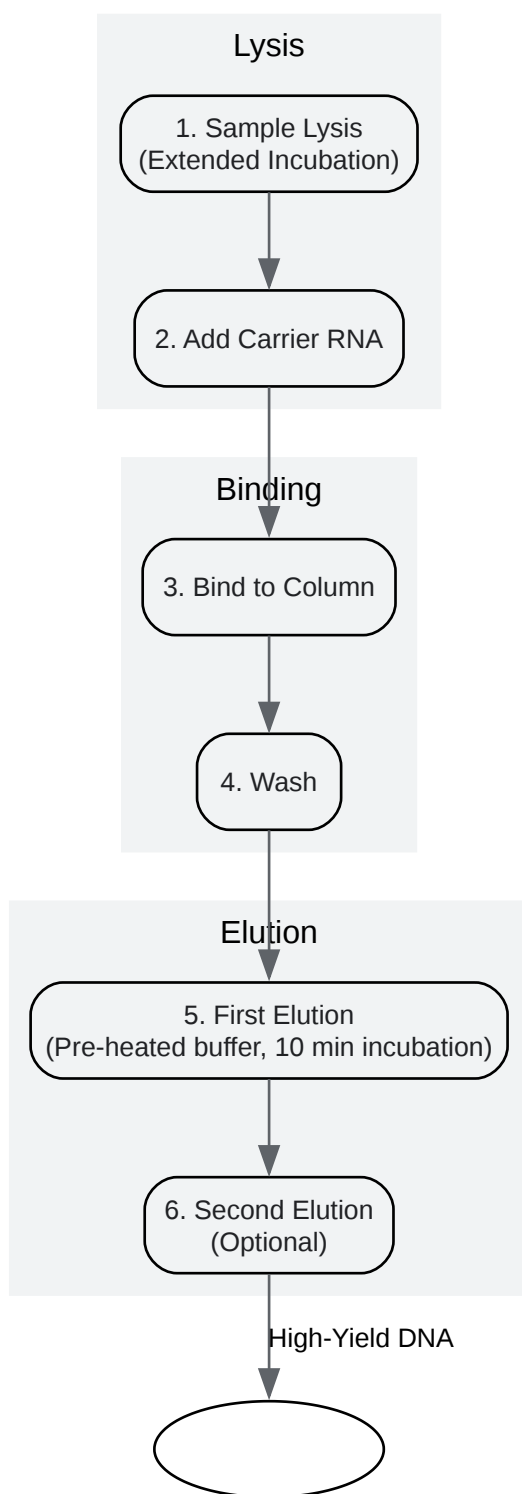 Lysis
1. Sample Lysis
(Extended Incubation)
2. Add Carrier RNA
Binding
3. Bind to Column
4. Wash
Elution
5. First Elution
(Pre-heated buffer, 10 min incubation)
6. Second Elution
(Optional)
High-Yield DNA